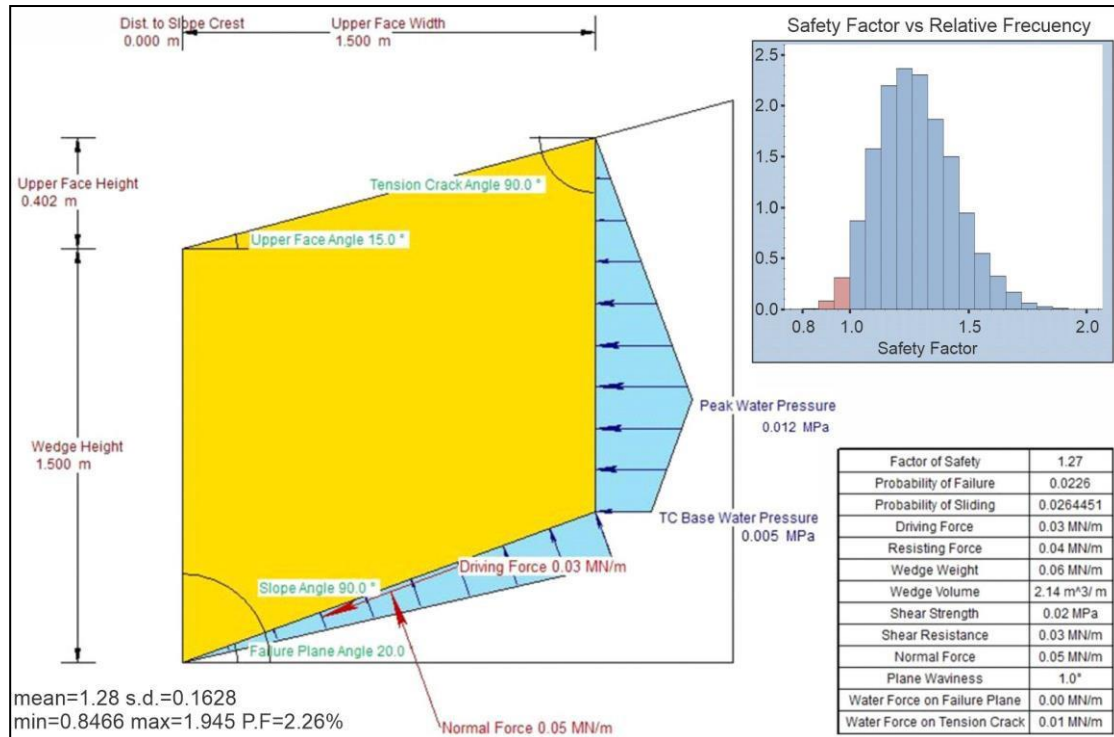 Dist. to Slope Crest
0.000 m
Upper Face Width
1.500 m
Safety Factor vs Relative Frecuency
2.5
2.0
1.5
1.0
0.5
0.0
0.8 1.0 1.5 2.0
Safety Factor
Upper Face Height
0.402 m
Tension Crack Angle 90.0 °
Upper Face Angle 15.0 °
Wedge Height
1.500 m
Peak Water Pressure
0.012 MPa
TC Base Water Pressure
0.005 MPa
Slope Angle 90.0 °
Driving Force 0.03 MN/m
Failure Plane Angle 20.0
Normal Force 0.05 MN/m
mean=1.28 s.d.=0.1628
min=0.8466 max=1.945 P.F=2.26%
Factor of Safety 1.27
Probability of Failure 0.0226
Probability of Sliding 0.0264451
Driving Force 0.03 MN/m
Resisting Force 0.04 MN/m
Wedge Weight 0.06 MN/m
Wedge Volume 2.14 m^3/ m
Shear Strength 0.02 MPa
Shear Resistance 0.03 MN/m
Normal Force 0.05 MN/m
Plane Waviness 1.0°
Water Force on Failure Plane 0.00 MN/m
Water Force on Tension Crack 0.01 MN/m